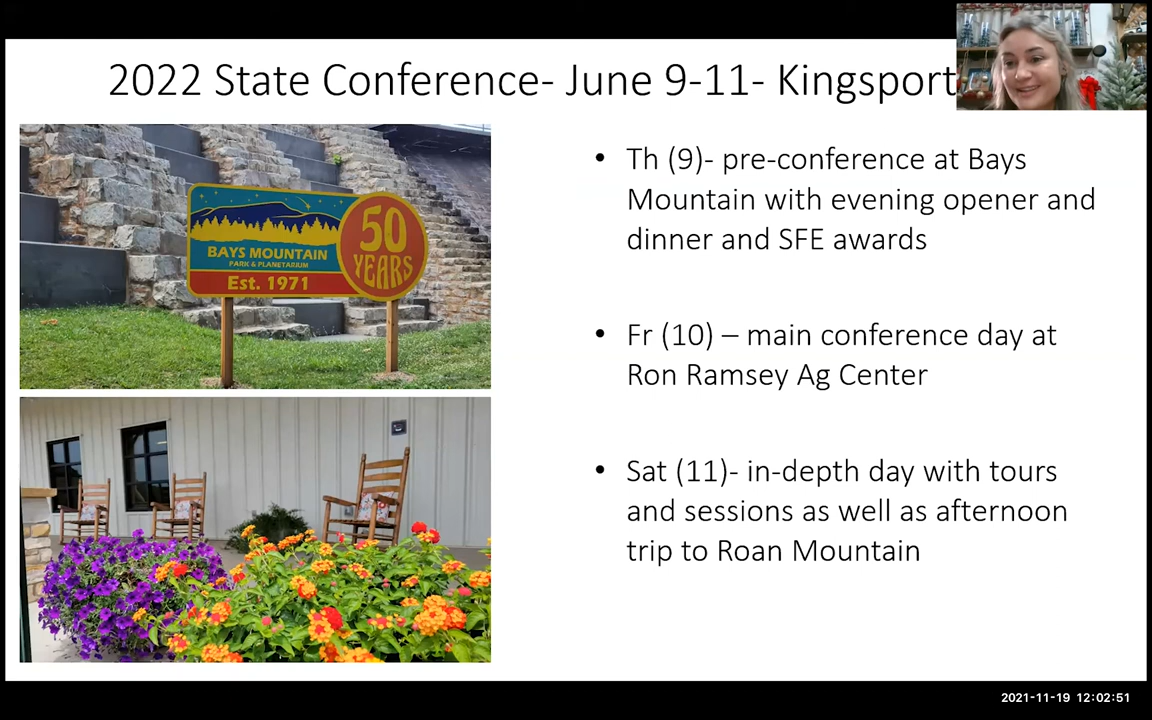 2022 State Conference- June 9-11- Kingsport
BAYS MOUNTAIN
PARK & PLANETARIUM
Est. 1971
50
YEARS
• Th (9)- pre-conference at Bays
Mountain with evening opener and
dinner and SFE awards
• Fr (10) – main conference day at
Ron Ramsey Ag Center
• Sat (11)- in-depth day with tours
and sessions as well as afternoon
trip to Roan Mountain
2021-11-19 12:02:51